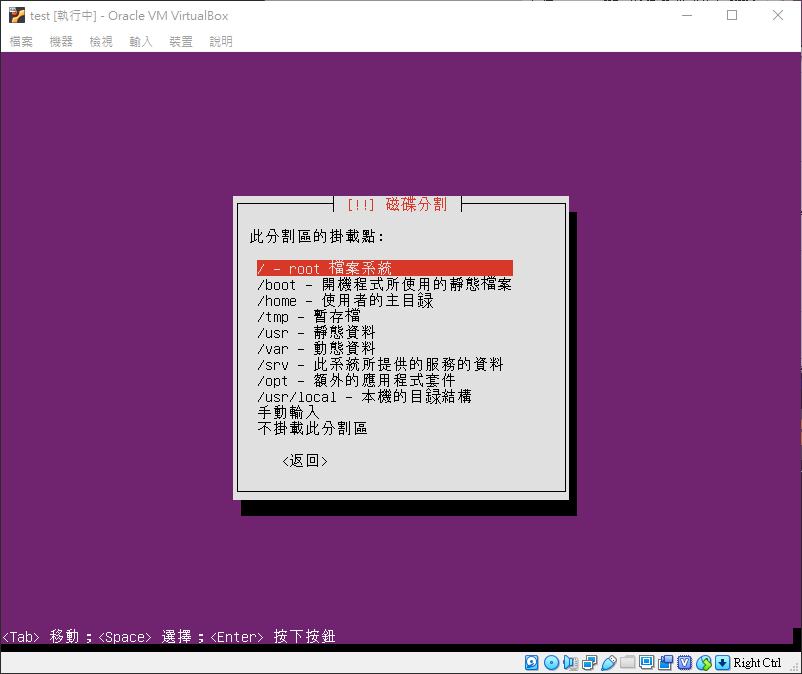 test [執行中] - Oracle VM VirtualBox
檔案 機器 檢視 輸入 裝置 說明
[!!] 磁碟分割
此分割區的掛載點:
/ - root 檔案系統
/boot - 開機程式所使用的靜態檔案
/home - 使用者的主目録
/tmp - 暫存檔
/usr - 靜態資料
/var - 動態資料
/srv - 此系統所提供的服務的資料
/opt - 額外的應用程式套件
/usr/local - 本機的目録結構
手動輸入
不掛載此分割區
<返回>
<Tab> 移動；<Space> 選擇；<Enter> 按下按鈕
Right Ctrl